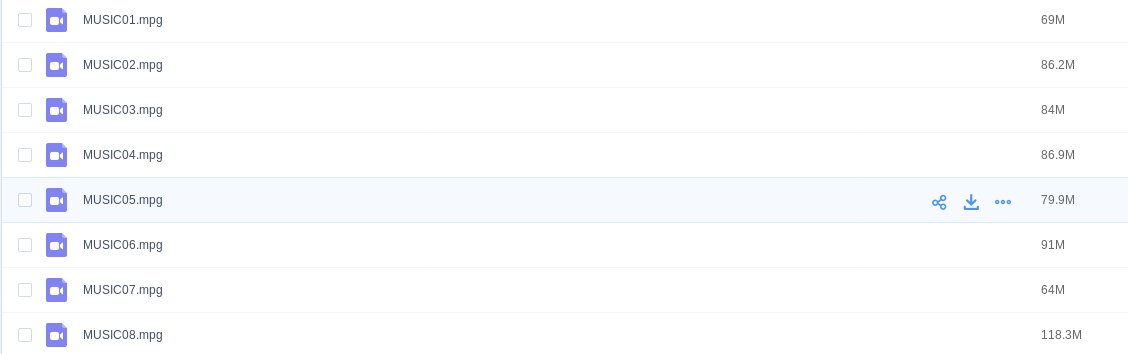 MUSIC01.mpg 69M
MUSIC02.mpg 86.2M
MUSIC03.mpg 84M
MUSIC04.mpg 86.9M
MUSIC05.mpg 79.9M
MUSIC06.mpg 91M
MUSIC07.mpg 64M
MUSIC08.mpg 118.3M